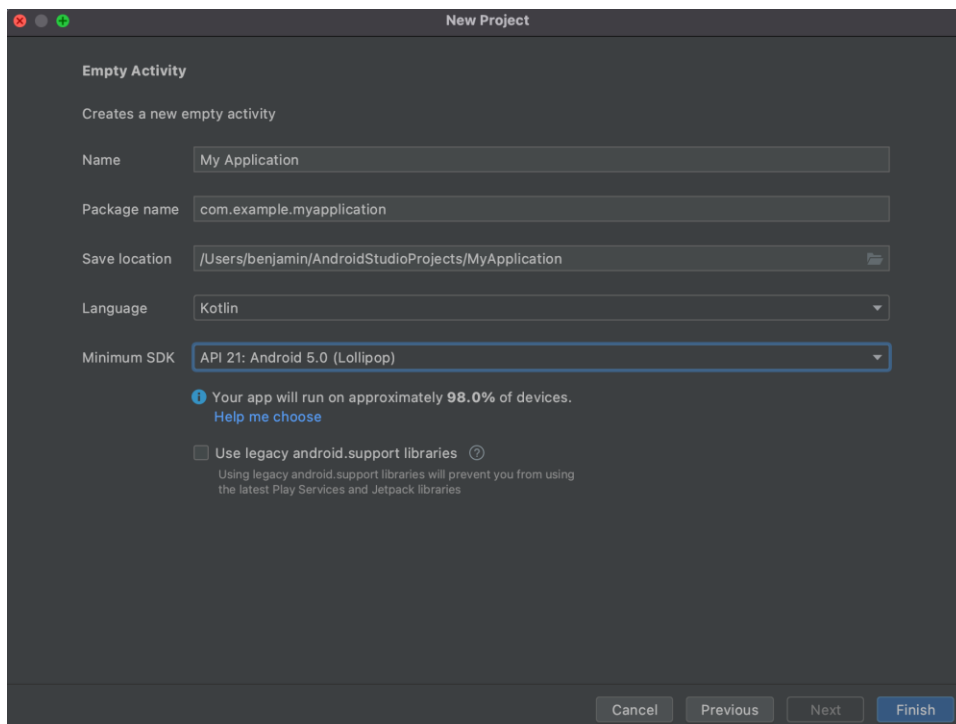 New Project
Empty Activity
Creates a new empty activity
Name My Application
Package name com.example.myapplication
Save location /Users/benjamin/AndroidStudioProjects/MyApplication
Language Kotlin
Minimum SDK API 21: Android 5.0 (Lollipop)
i Your app will run on approximately 98.0% of devices.
Help me choose
Use legacy android.support libraries ?
Using legacy android.support libraries will prevent you from using
the latest Play Services and Jetpack libraries
Cancel Previous Next Finish